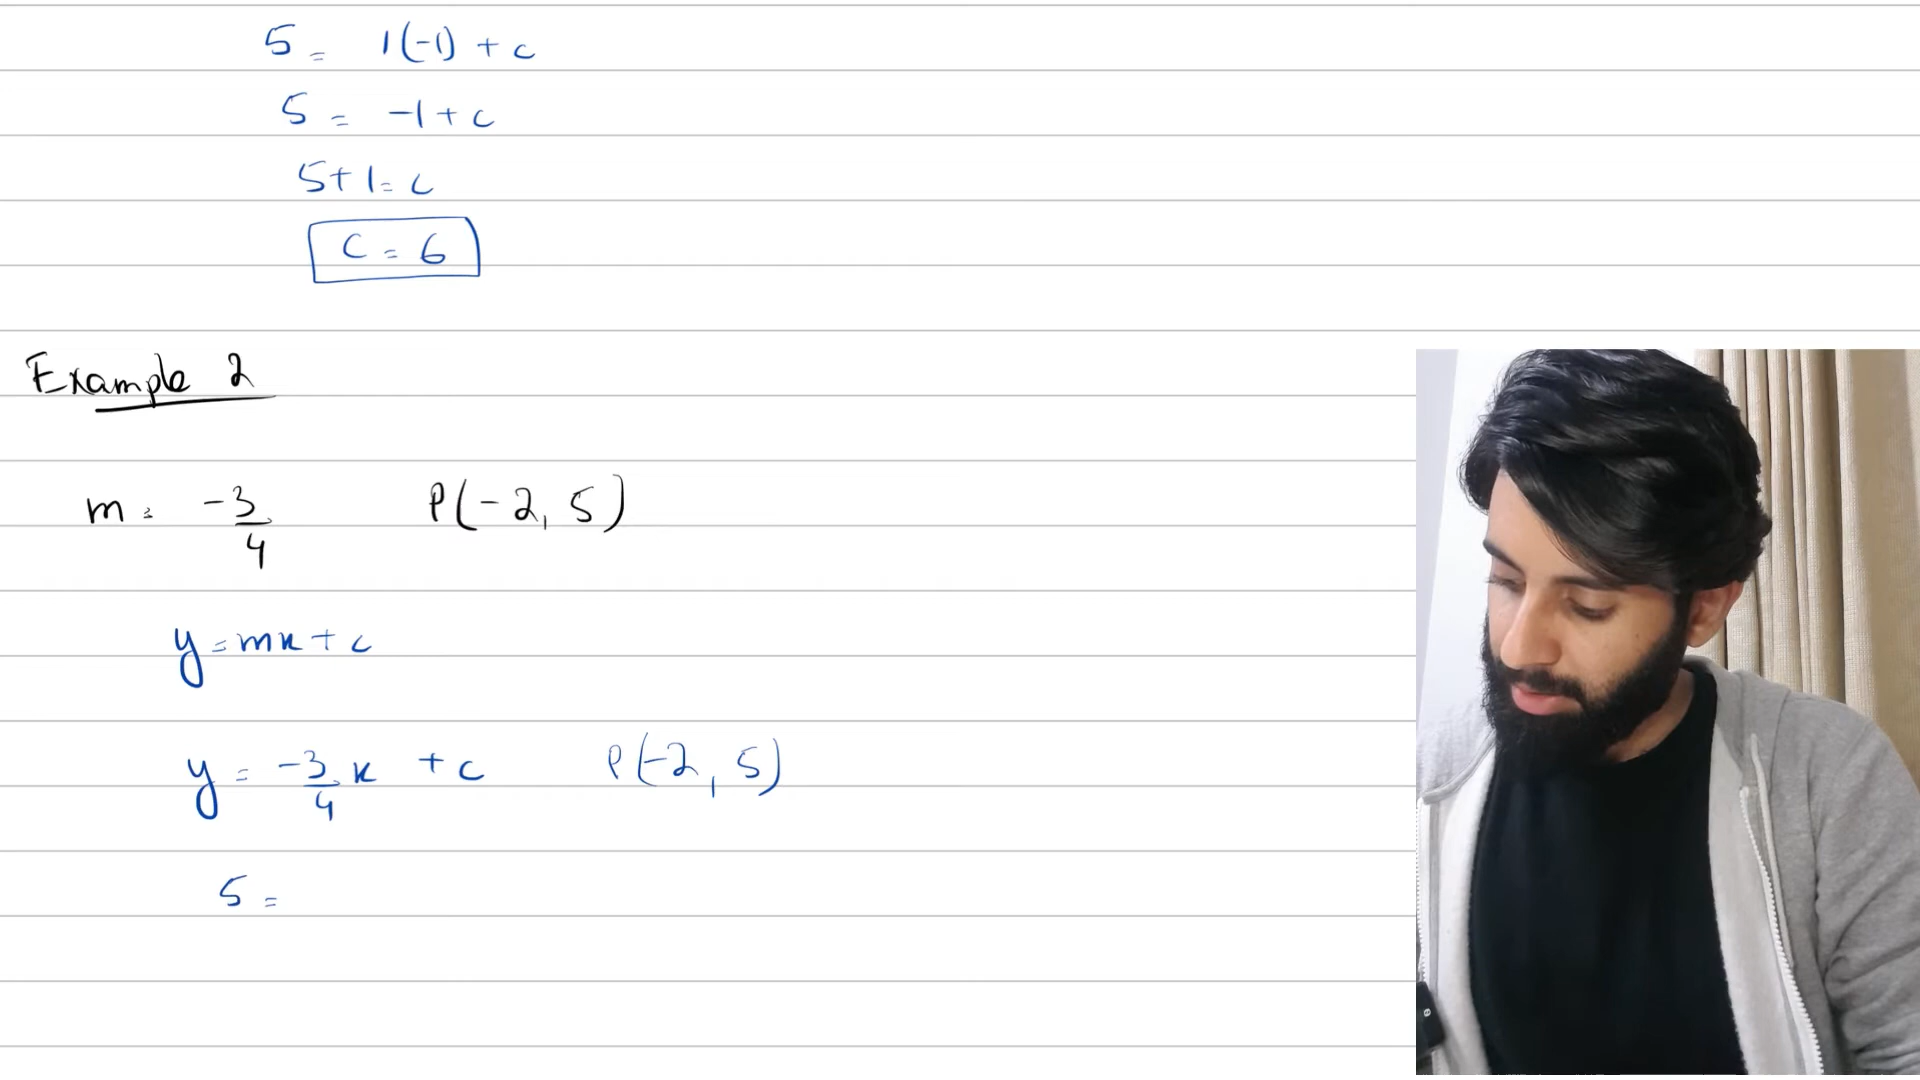 5 = 1(-1) + c
5 = -1 + c
5+1 = c
c = 6
Example 2
m = -3/4 P(-2, 5)
y = mx + c
y = -3/4 x + c P(-2, 5)
5 =